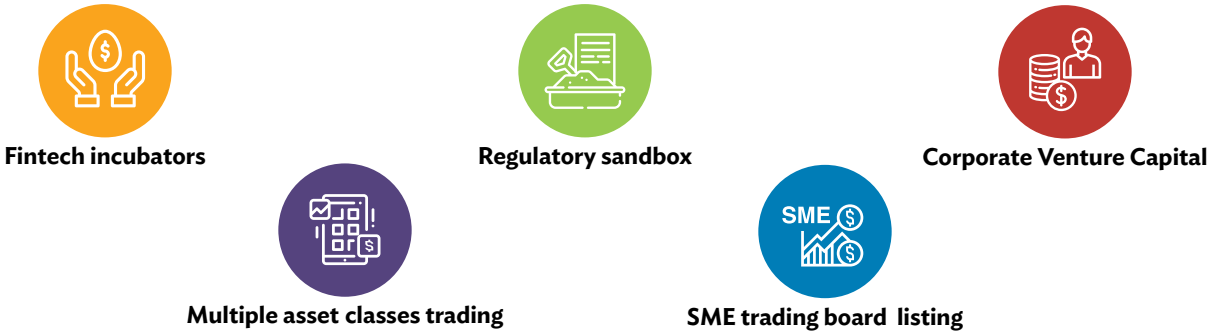 Fintech incubators
Regulatory sandbox
Corporate Venture Capital
SME
Multiple asset classes trading
SME trading board listing